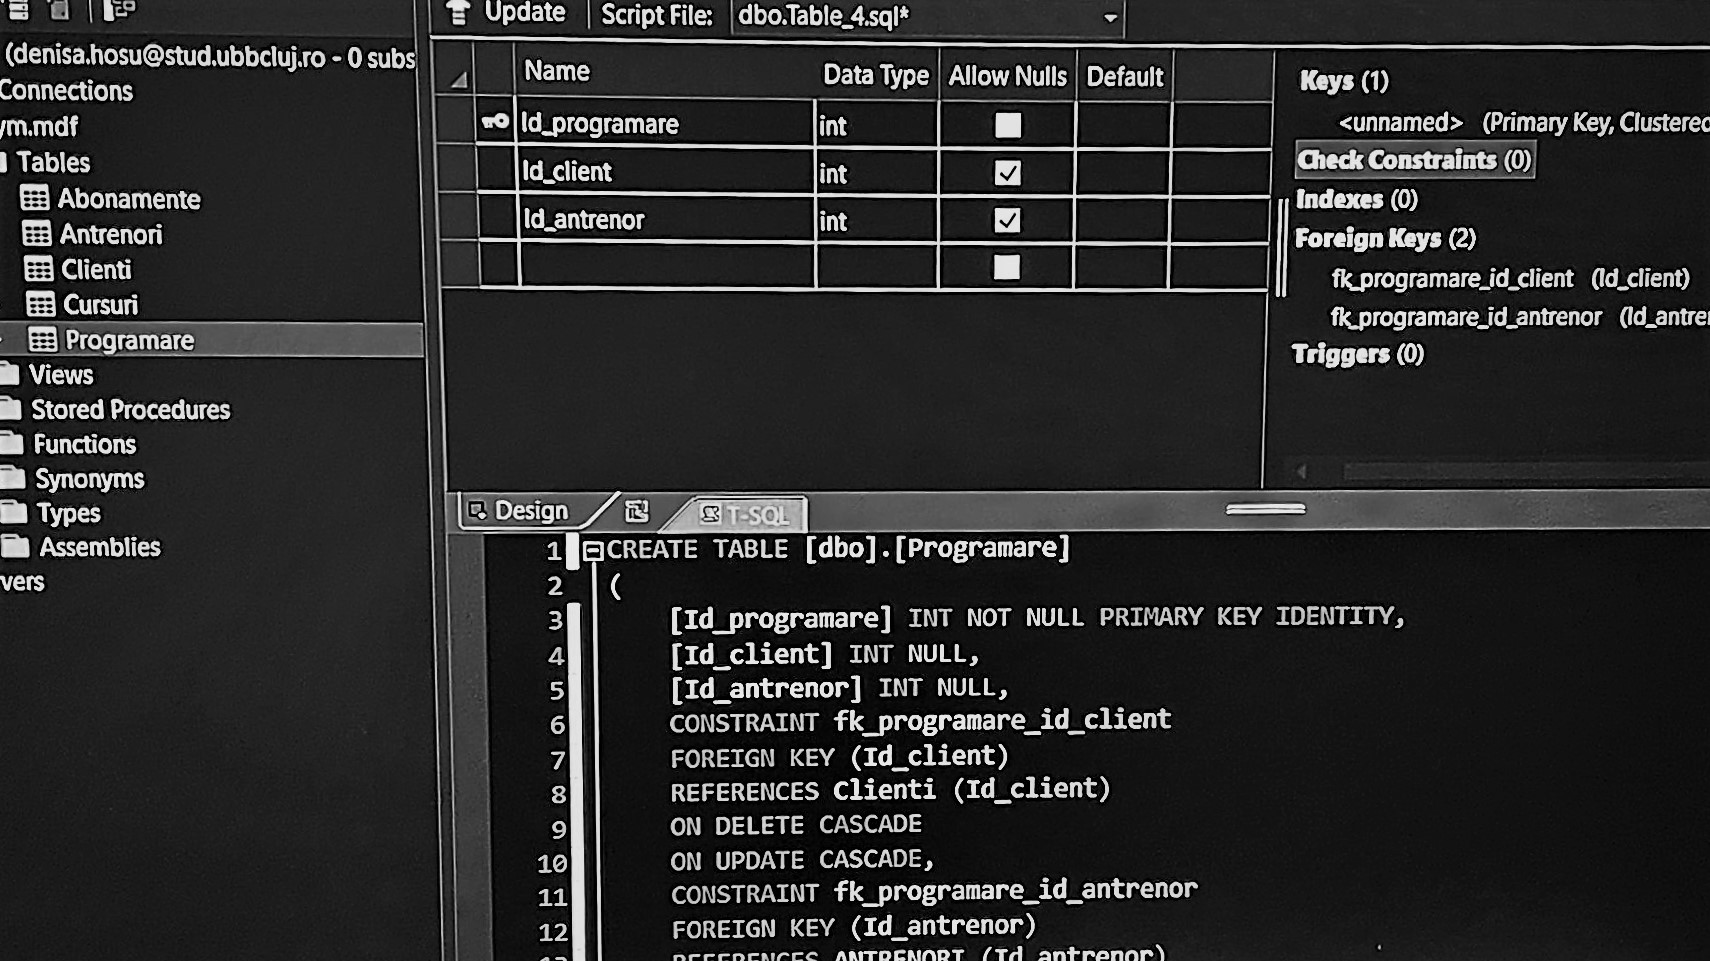 Update
Script File:
dbo.Table_4.sql*
(denisa.hosu@stud.ubbcluj.ro - 0 subs
Connections
ym.mdf
Tables
Abonamente
Antrenori
Clienti
Cursuri
Programare
Views
Stored Procedures
Functions
Synonyms
Types
Assemblies
vers
Name Data Type Allow Nulls Default
Id_programare int
Id_client int
Id_antrenor int
Keys (1)
<unnamed> (Primary Key, Clustered
Check Constraints (0)
Indexes (0)
Foreign Keys (2)
fk_programare_id_client (Id_client)
fk_programare_id_antrenor (Id_antre
Triggers (0)
Design
T-SQL
1 CREATE TABLE [dbo].[Programare]
2 (
3 [Id_programare] INT NOT NULL PRIMARY KEY IDENTITY,
4 [Id_client] INT NULL,
5 [Id_antrenor] INT NULL,
6 CONSTRAINT fk_programare_id_client
7 FOREIGN KEY (Id_client)
8 REFERENCES Clienti (Id_client)
9 ON DELETE CASCADE
10 ON UPDATE CASCADE,
11 CONSTRAINT fk_programare_id_antrenor
12 FOREIGN KEY (Id_antrenor)
13 REFERENCES ANTRENORI (Id_antrenor)